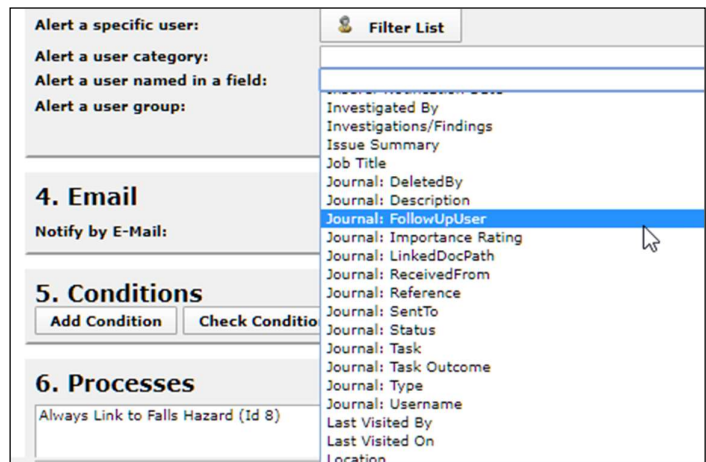 Alert a specific user:
Filter List
Alert a user category:
Alert a user named in a field:
Alert a user group:
Investigated By
Investigations/Findings
Issue Summary
Job Title
Journal: DeletedBy
Journal: Description
Journal: FollowUpUser
Journal: Importance Rating
Journal: LinkedDocPath
Journal: ReceivedFrom
Journal: Reference
Journal: SentTo
Journal: Status
Journal: Task
Journal: Task Outcome
Journal: Type
Journal: Username
Last Visited By
Last Visited On
Location
4. Email
Notify by E-Mail:
5. Conditions
Add Condition
Check Conditio
6. Processes
Always Link to Falls Hazard (Id 8)